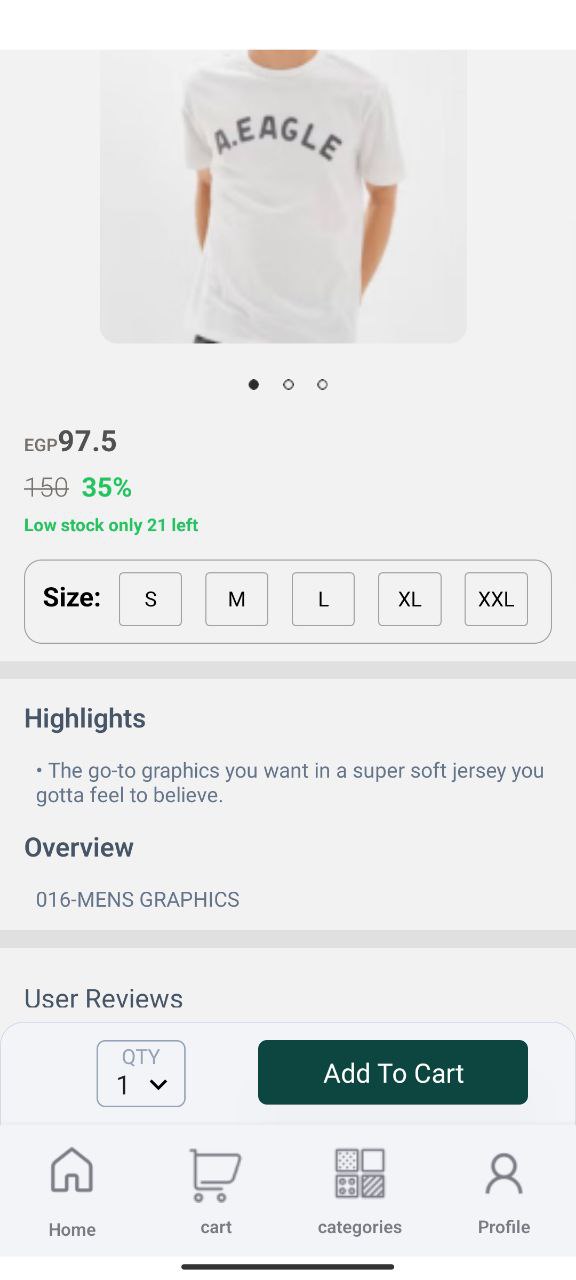 A.EAGLE
EGP97.5
150 35%
Low stock only 21 left
Size: S M L XL XXL
Highlights
• The go-to graphics you want in a super soft jersey you
gotta feel to believe.
Overview
016-MENS GRAPHICS
User Reviews
QTY
1
Add To Cart
Home cart categories Profile